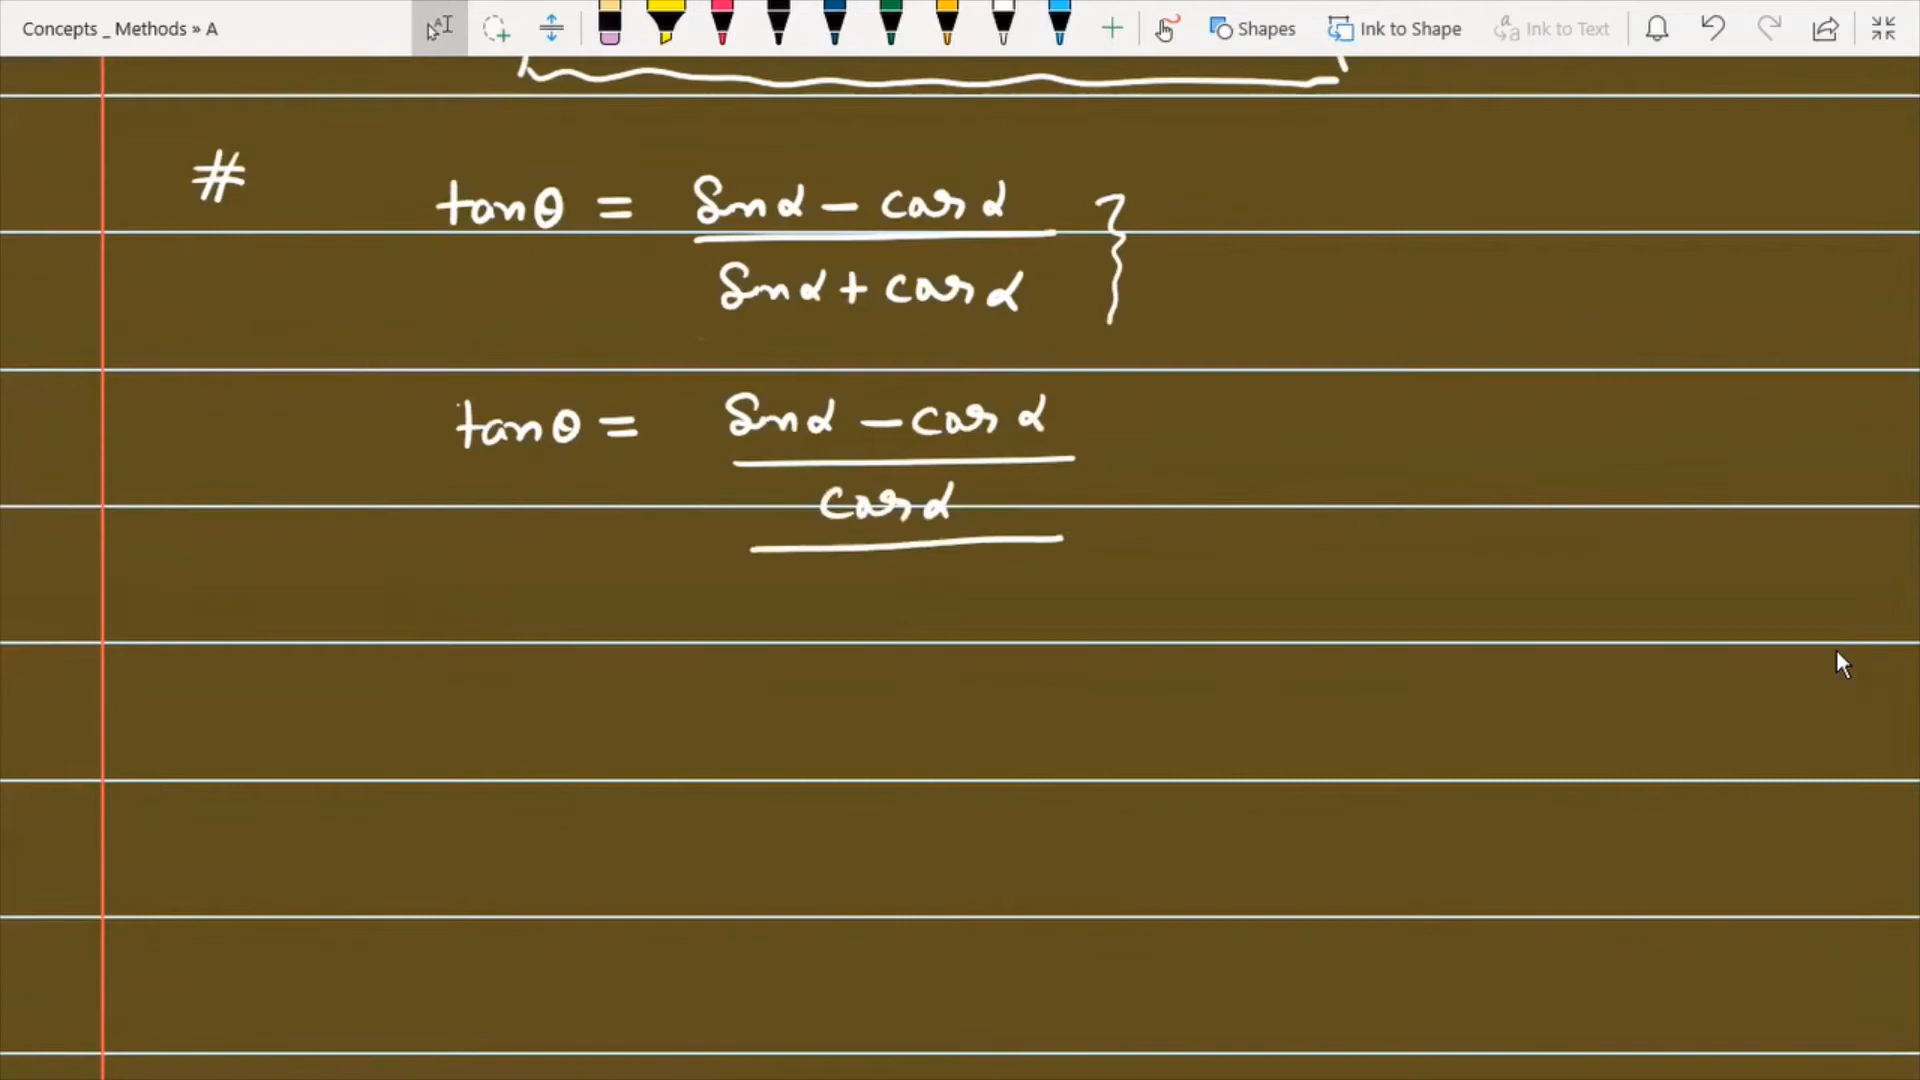 Concepts _ Methods » A
Shapes
Ink to Shape
Ink to Text
#
tanθ = sinα − cosα
sinα + cosα
tanθ = sinα − cosα
cosα